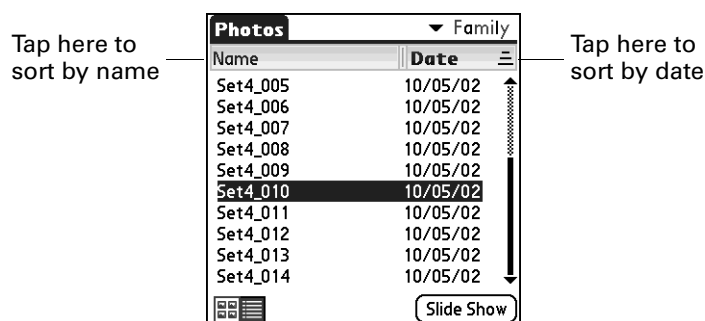 Photos Family
Tap here to
sort by name
Name Date
Tap here to
sort by date
Set4_005 10/05/02
Set4_006 10/05/02
Set4_007 10/05/02
Set4_008 10/05/02
Set4_009 10/05/02
Set4_010 10/05/02
Set4_011 10/05/02
Set4_012 10/05/02
Set4_013 10/05/02
Set4_014 10/05/02
Slide Show